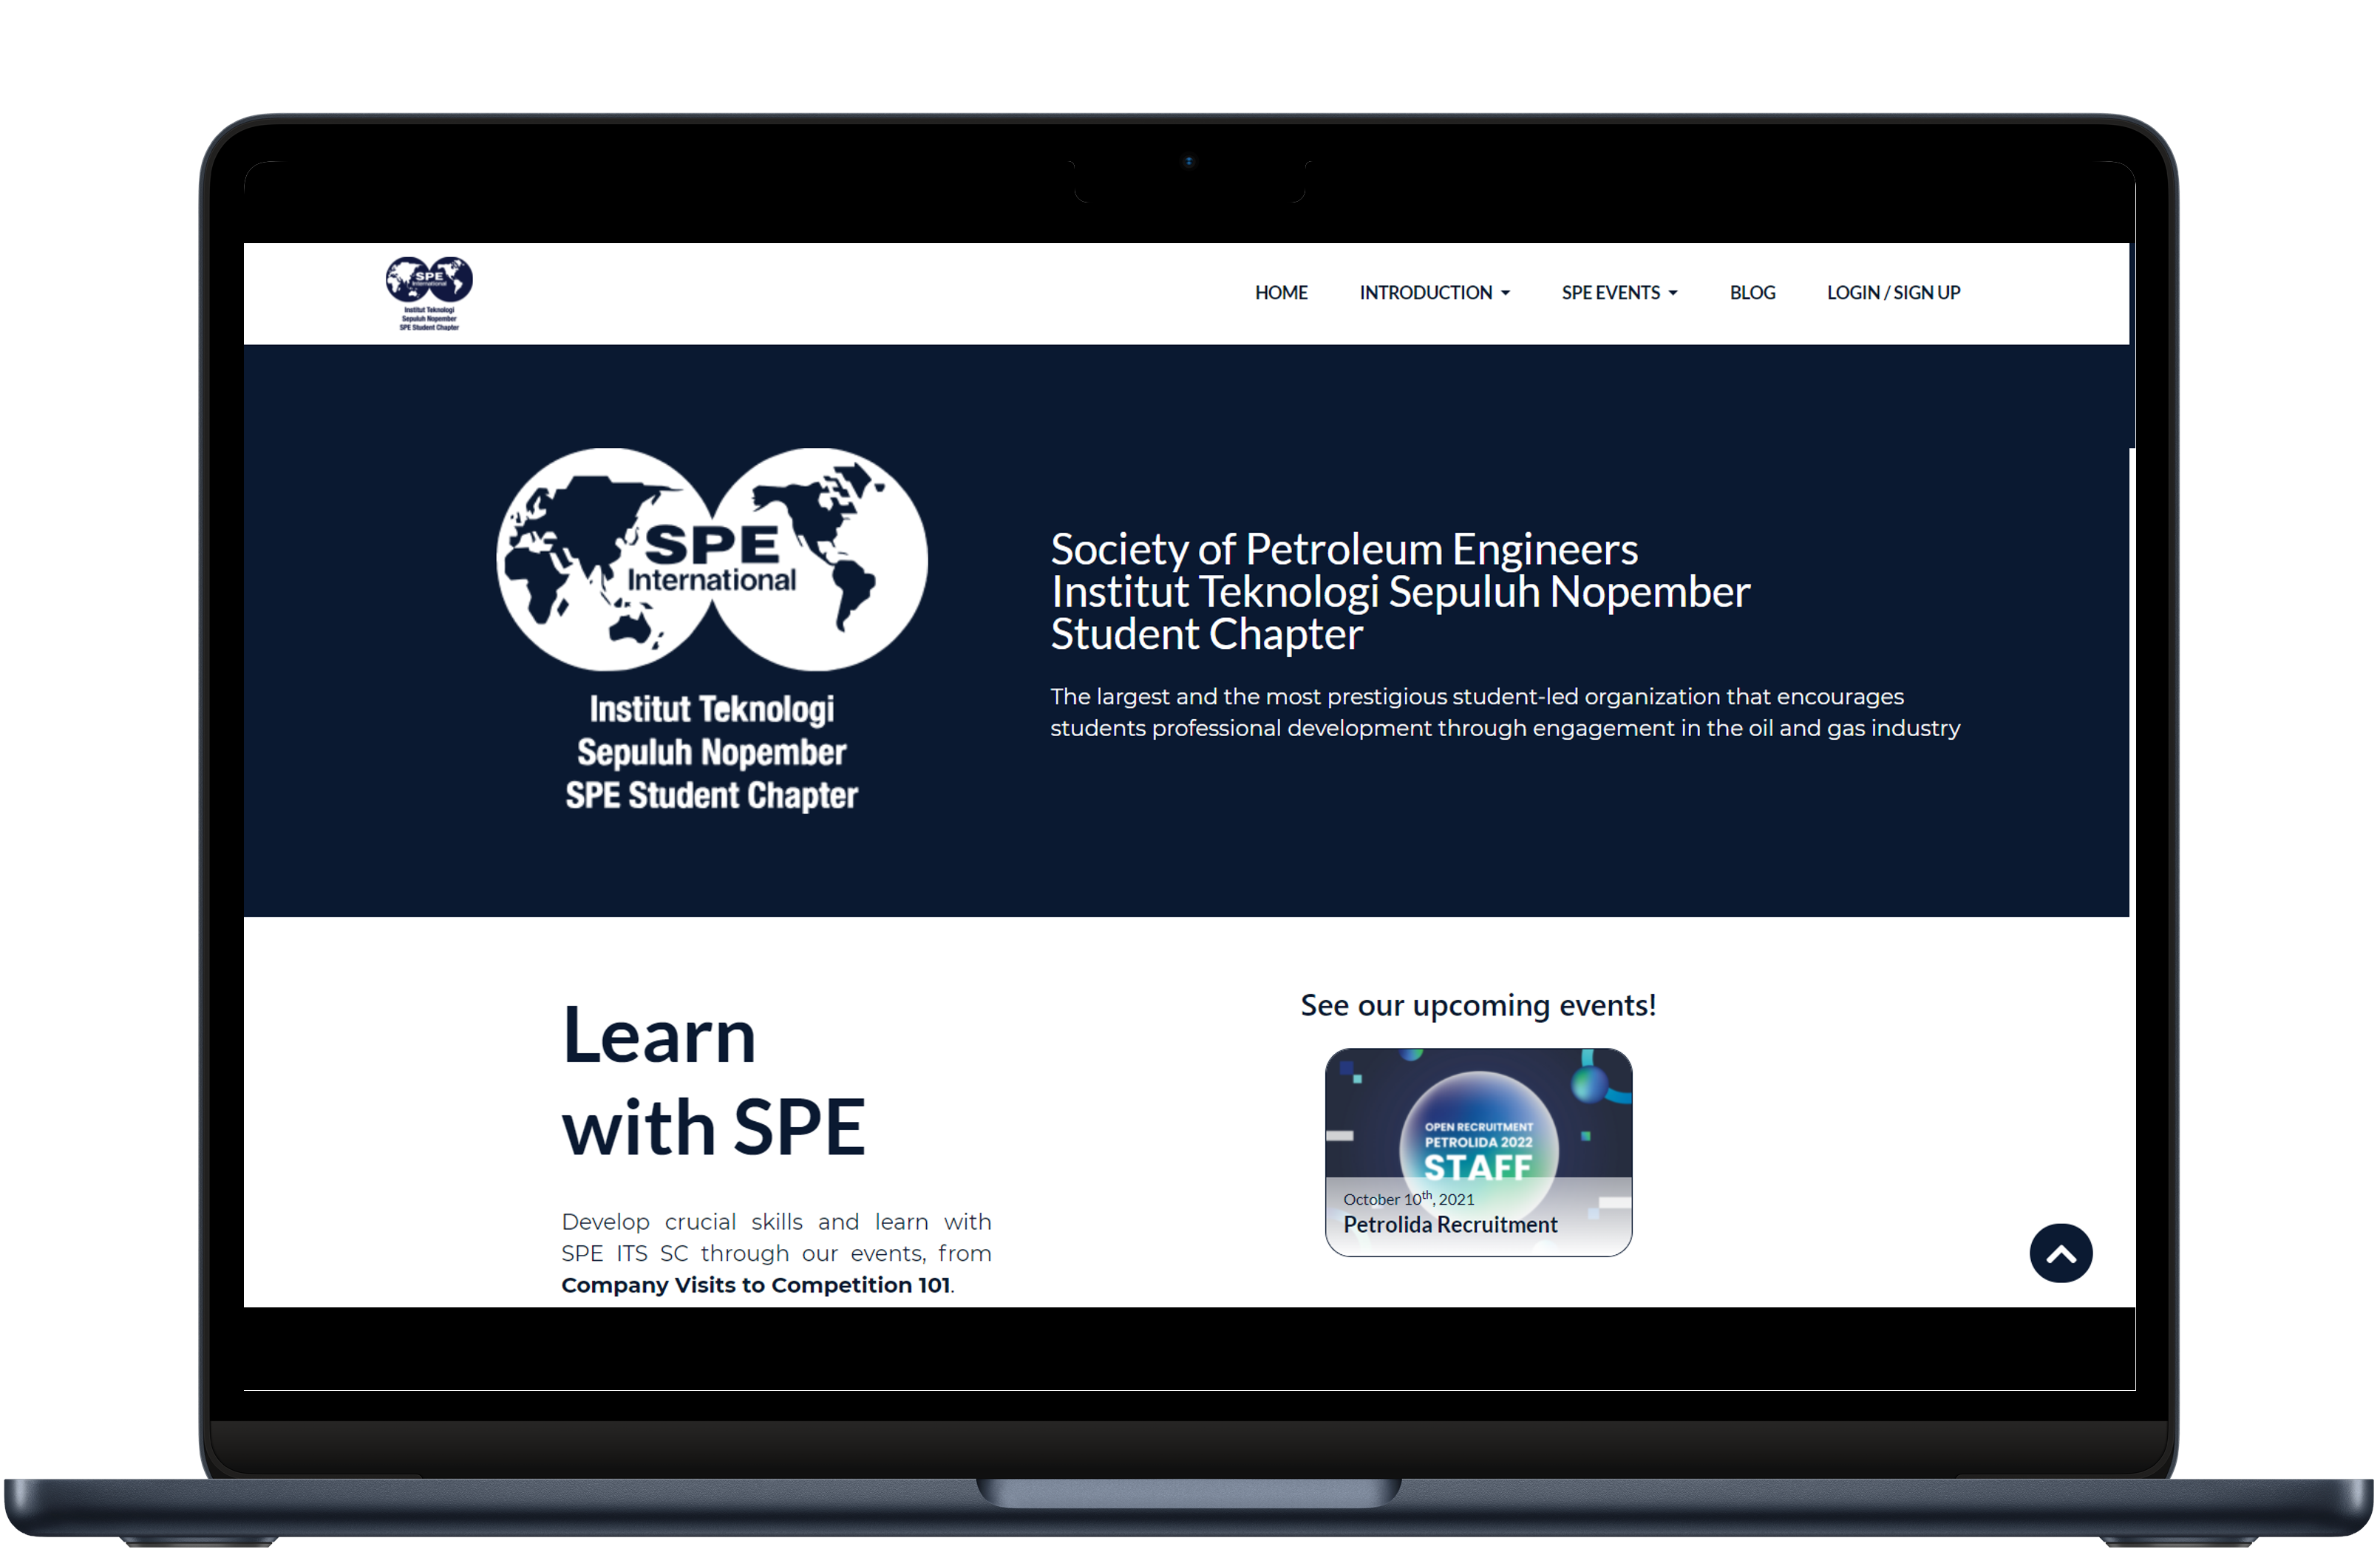 SPE
International
Institut Teknologi
Sepuluh Nopember
SPE Student Chapter
HOME
INTRODUCTION
SPE EVENTS
BLOG
LOGIN / SIGN UP
SPE
International
Institut Teknologi
Sepuluh Nopember
SPE Student Chapter
Society of Petroleum Engineers
Institut Teknologi Sepuluh Nopember
Student Chapter
The largest and the most prestigious student-led organization that encourages
students professional development through engagement in the oil and gas industry
Learn
with SPE
Develop crucial skills and learn with
SPE ITS SC through our events, from
Company Visits to Competition 101.
See our upcoming events!
OPEN RECRUITMENT
PETROLIDA 2022
STAFF
October 10th, 2021
Petrolida Recruitment